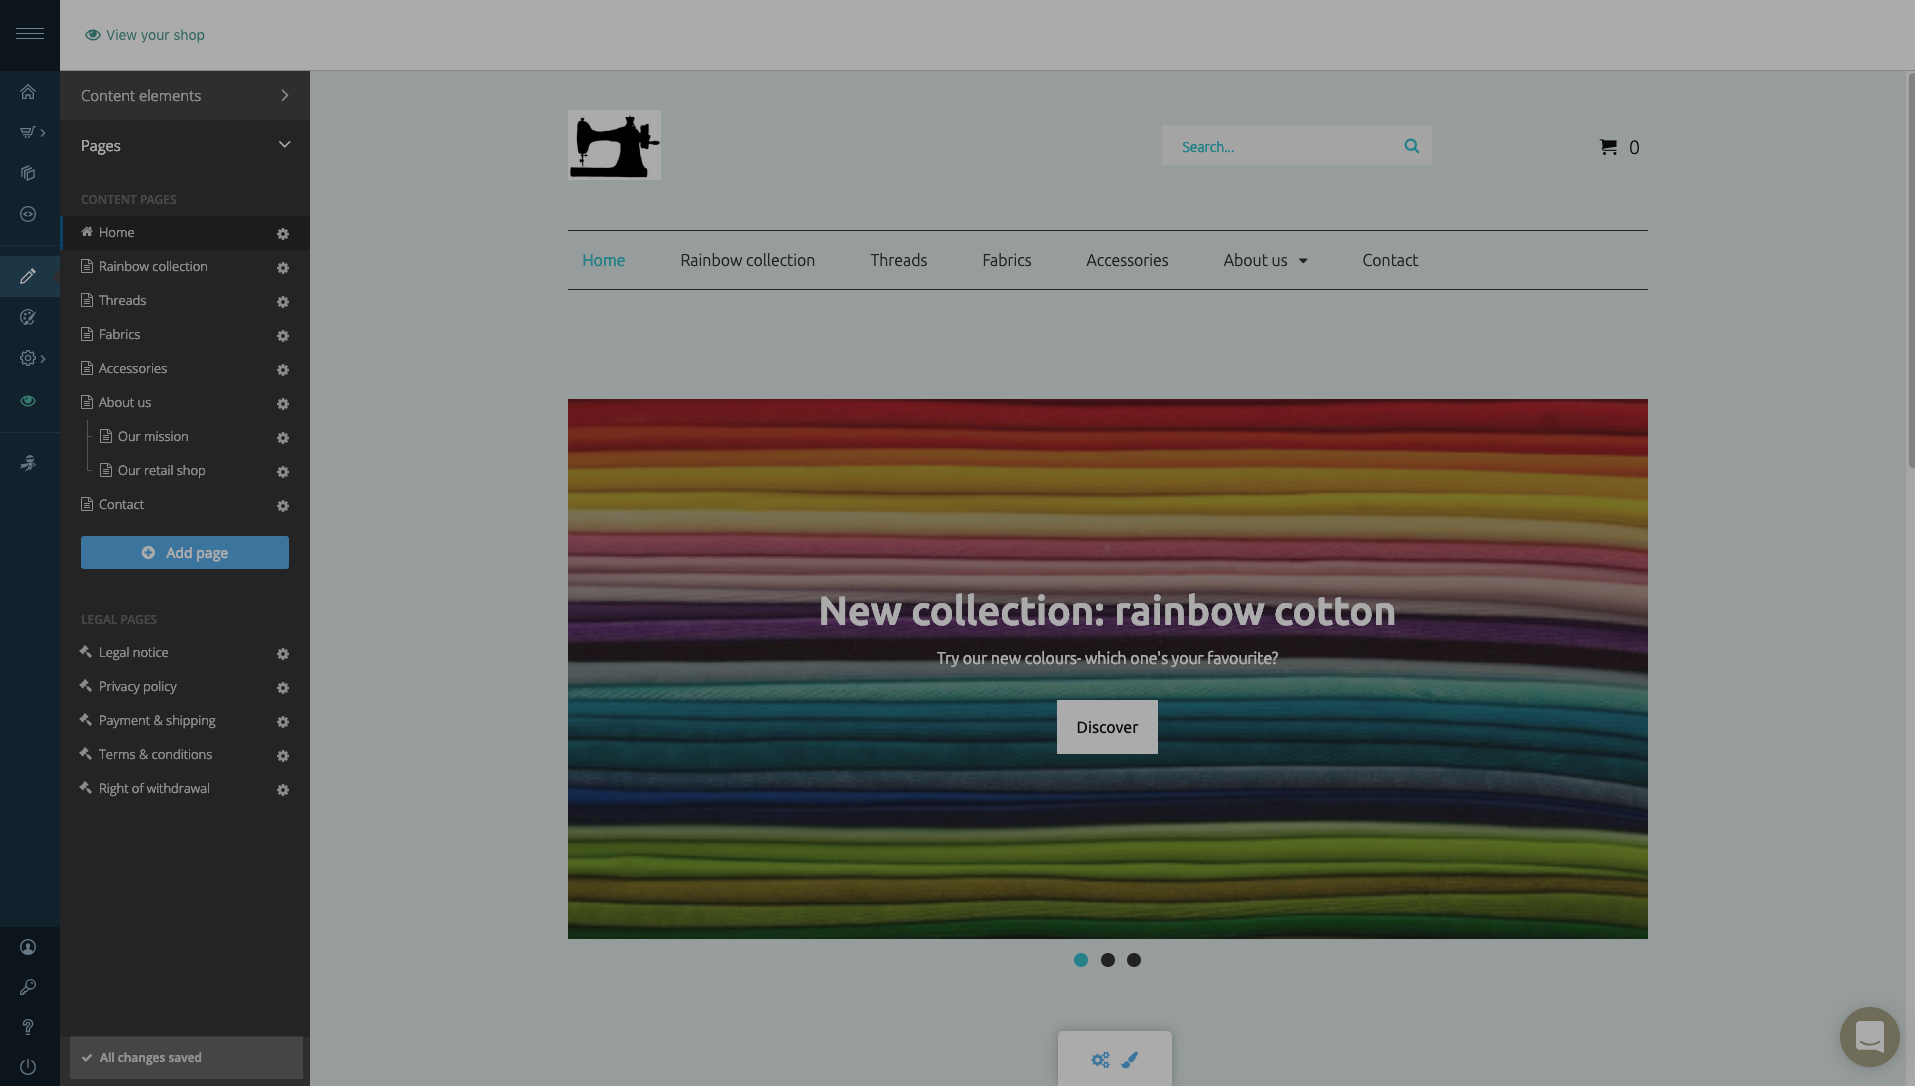 View your shop
Content elements
Pages
CONTENT PAGES
Home
Rainbow collection
Threads
Fabrics
Accessories
About us
Our mission
Our retail shop
Contact
Add page
LEGAL PAGES
Legal notice
Privacy policy
Payment & shipping
Terms & conditions
Right of withdrawal
All changes saved
Search...
0
Home Rainbow collection Threads Fabrics Accessories About us Contact
New collection: rainbow cotton
Try our new colours- which one's your favourite?
Discover